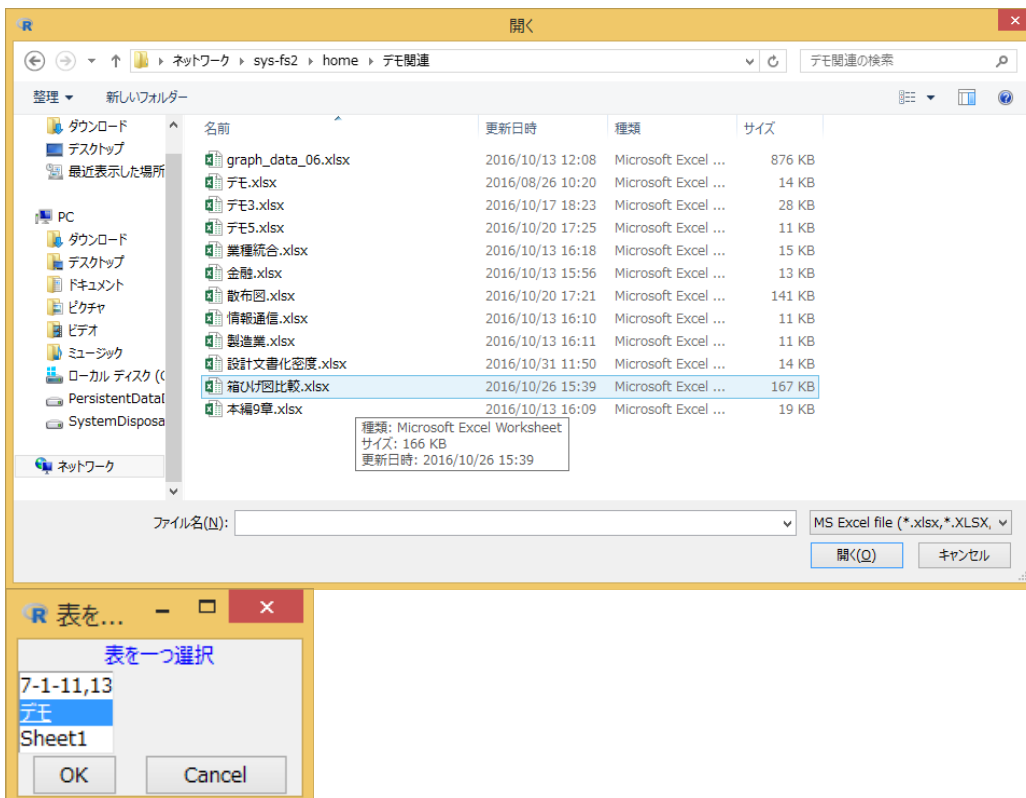 開く
ネットワーク ▸ sys-fs2 ▸ home ▸ デモ関連
デモ関連の検索
整理 新しいフォルダー
ダウンロード
デスクトップ
最近表示した場所
PC
ダウンロード
デスクトップ
ドキュメント
ピクチャ
ビデオ
ミュージック
ローカル ディスク (C
PersistentData
SystemDisposa
ネットワーク
名前 更新日時 種類 サイズ
graph_data_06.xlsx 2016/10/13 12:08 Microsoft Excel ... 876 KB
デモ.xlsx 2016/08/26 10:20 Microsoft Excel ... 14 KB
デモ3.xlsx 2016/10/17 18:23 Microsoft Excel ... 28 KB
デモ5.xlsx 2016/10/20 17:25 Microsoft Excel ... 11 KB
業種統合.xlsx 2016/10/13 16:18 Microsoft Excel ... 15 KB
金融.xlsx 2016/10/13 15:56 Microsoft Excel ... 13 KB
散布図.xlsx 2016/10/20 17:21 Microsoft Excel ... 141 KB
情報通信.xlsx 2016/10/13 16:10 Microsoft Excel ... 11 KB
製造業.xlsx 2016/10/13 16:11 Microsoft Excel ... 11 KB
設計文書化密度.xlsx 2016/10/31 11:50 Microsoft Excel ... 14 KB
箱ひげ図比較.xlsx 2016/10/26 15:39 Microsoft Excel ... 167 KB
本編9章.xlsx 2016/10/13 16:09 Microsoft Excel ... 19 KB
種類: Microsoft Excel Worksheet
サイズ: 166 KB
更新日時: 2016/10/26 15:39
ファイル名(N):
MS Excel file (*.xlsx,*.XLSX,
開く(O) キャンセル
表を...
表を一つ選択
7-1-11,13
デモ
Sheet1
OK Cancel